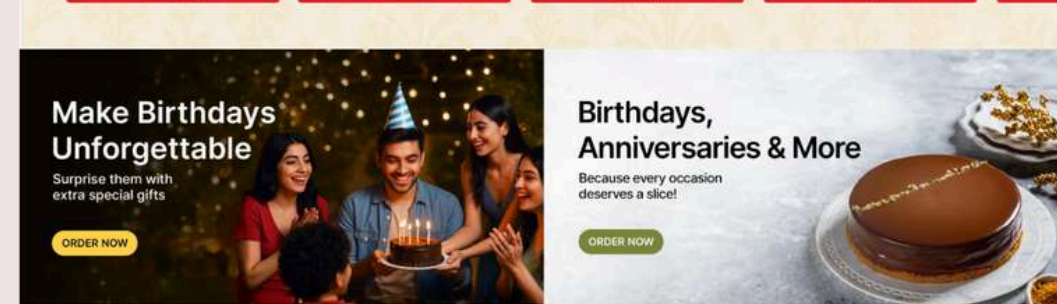 Make Birthdays
Unforgettable
Surprise them with
extra special gifts
ORDER NOW
Birthdays,
Anniversaries & More
Because every occasion
deserves a slice!
ORDER NOW